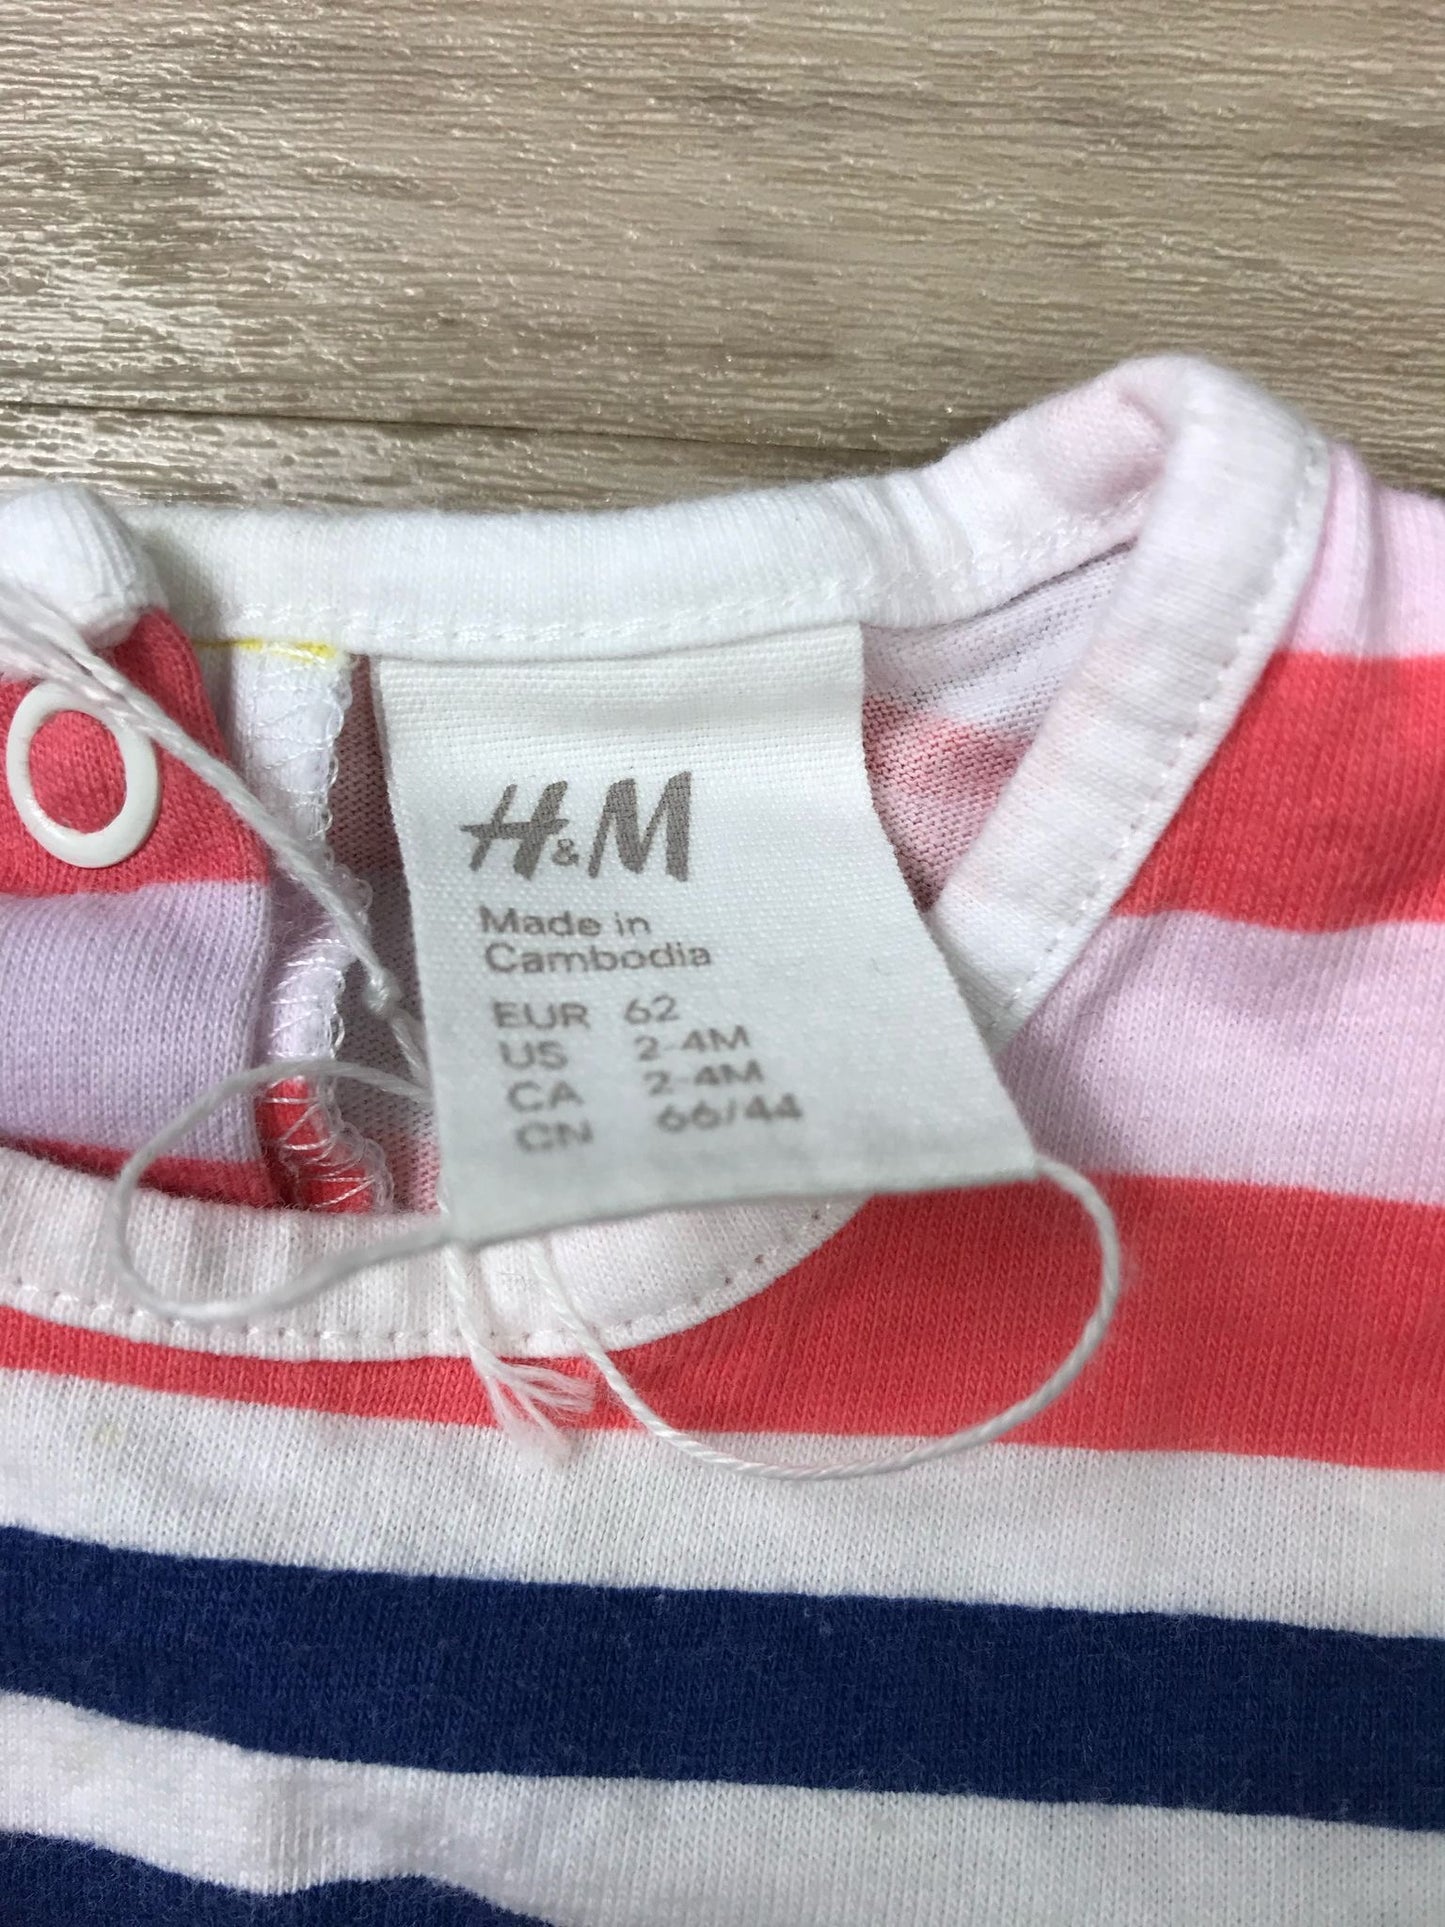 H&M
Made in
Cambodia
EUR 62
US 2-4M
CA 2-4M
CN 66/44